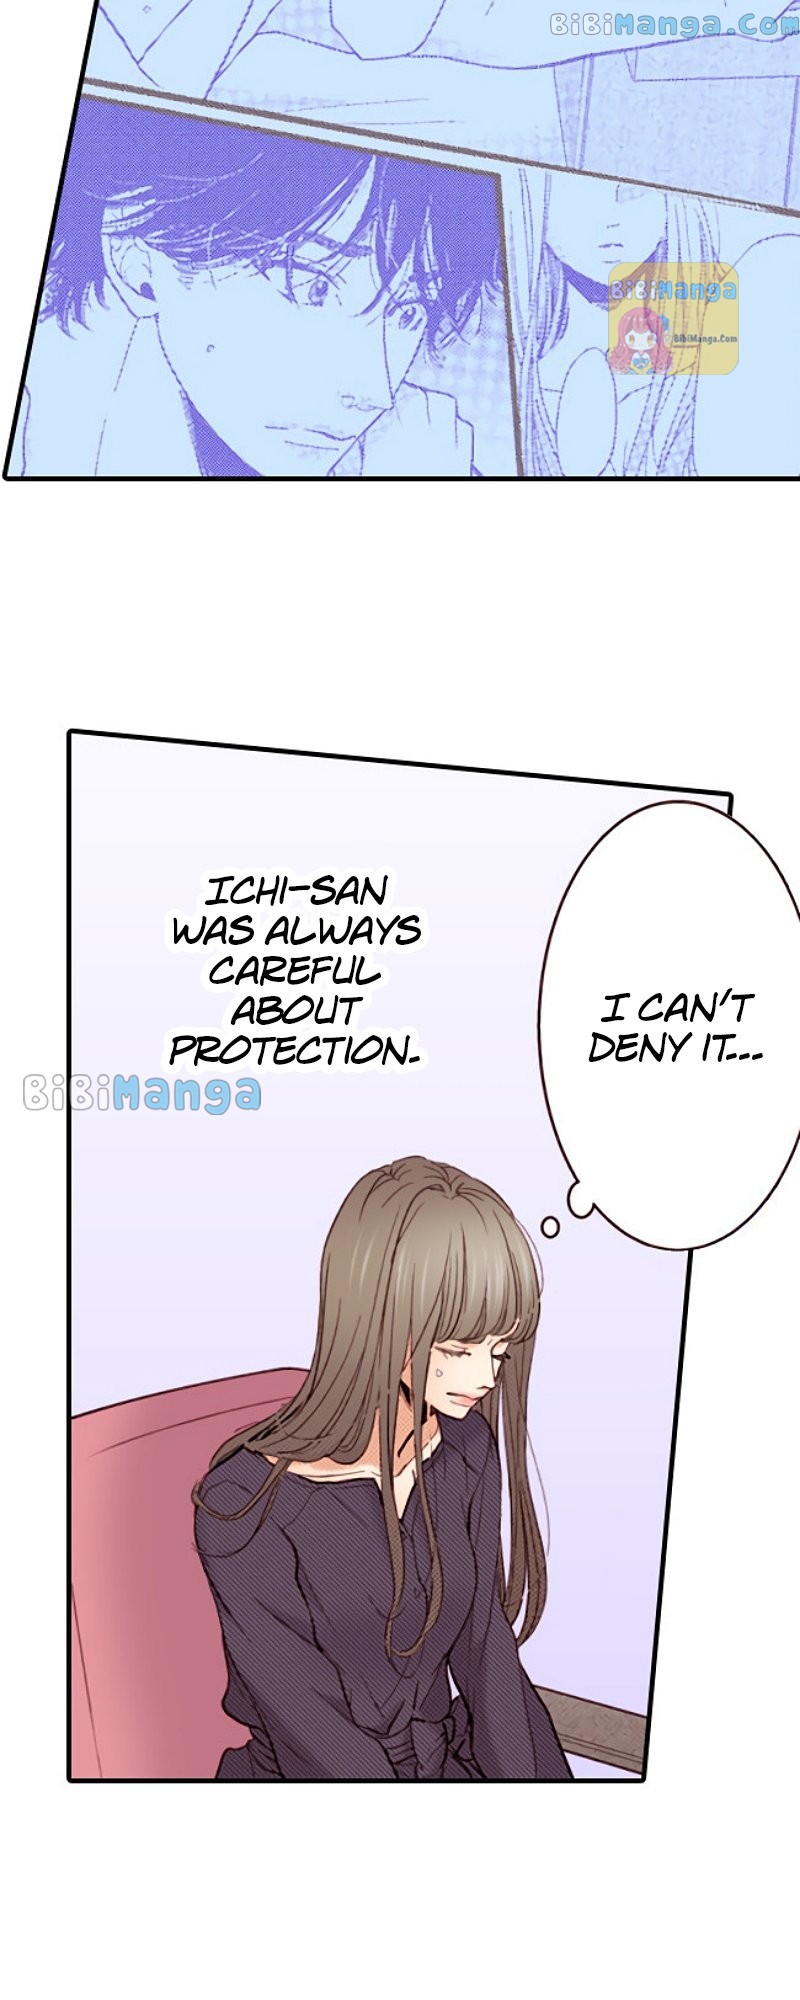 BiBiManga.Com
BiBiManga
BibiManga.Com
ICHI-SAN
WAS ALWAYS
CAREFUL
ABOUT
PROTECTION.
I CAN'T
DENY IT...
BiBiManga